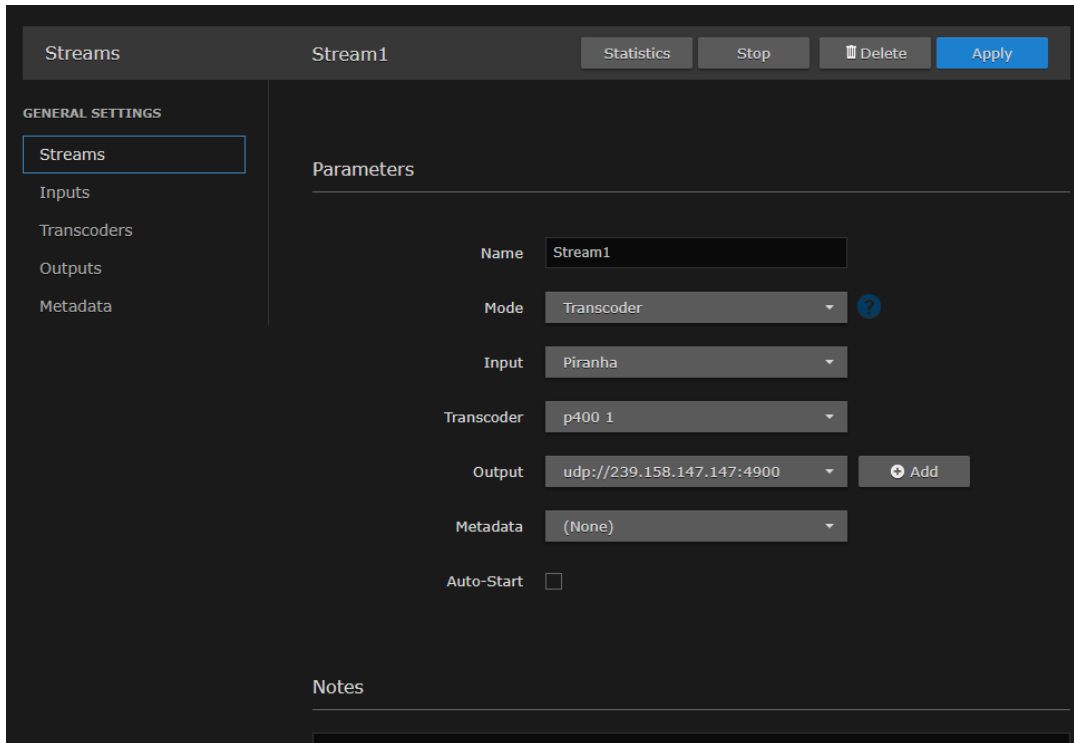 Streams
Stream1
Statistics
Stop
Delete
Apply
GENERAL SETTINGS
Streams
Inputs
Transcoders
Outputs
Metadata
Parameters
Name
Stream1
Mode
Transcoder
?
Input
Piranha
Transcoder
p400 1
Output
udp://239.158.147.147:4900
Add
Metadata
(None)
Auto-Start
Notes